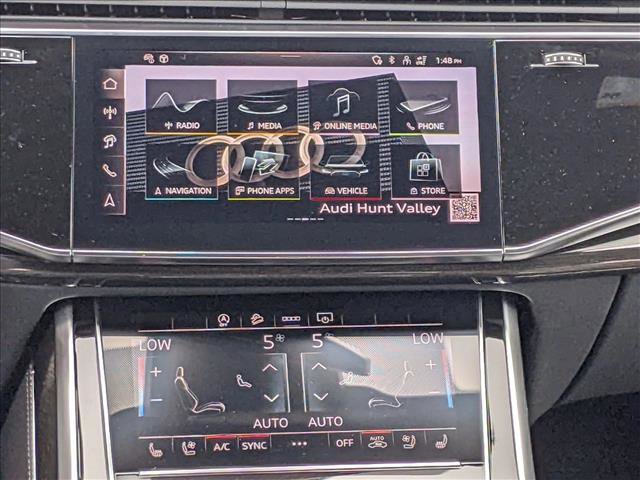 1:48 PM
RADIO MEDIA ONLINE MEDIA PHONE
NAVIGATION PHONE APPS VEHICLE STORE
Audi Hunt Valley
LOW 5 5 LOW
+ +
- -
AUTO AUTO
A/C SYNC ... OFF AUTO